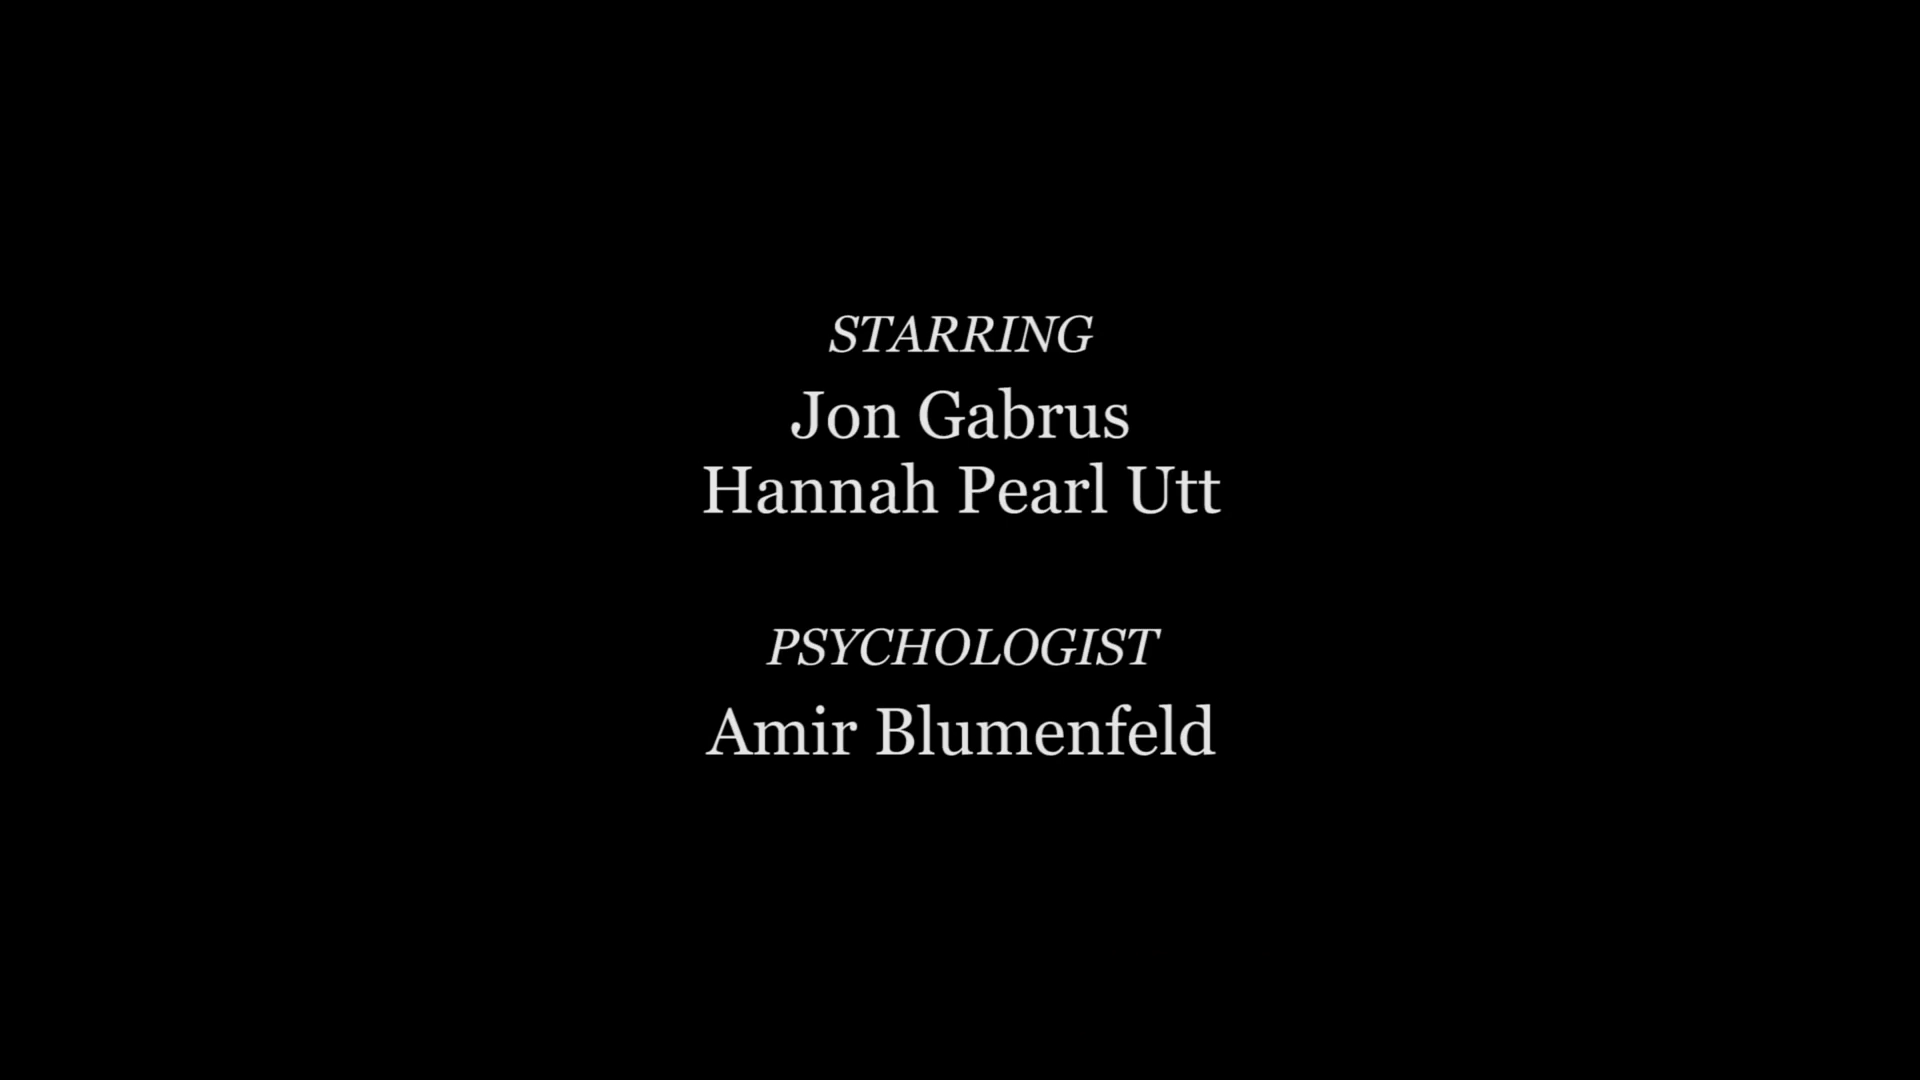 STARRING
Jon Gabrus
Hannah Pearl Utt
PSYCHOLOGIST
Amir Blumenfeld